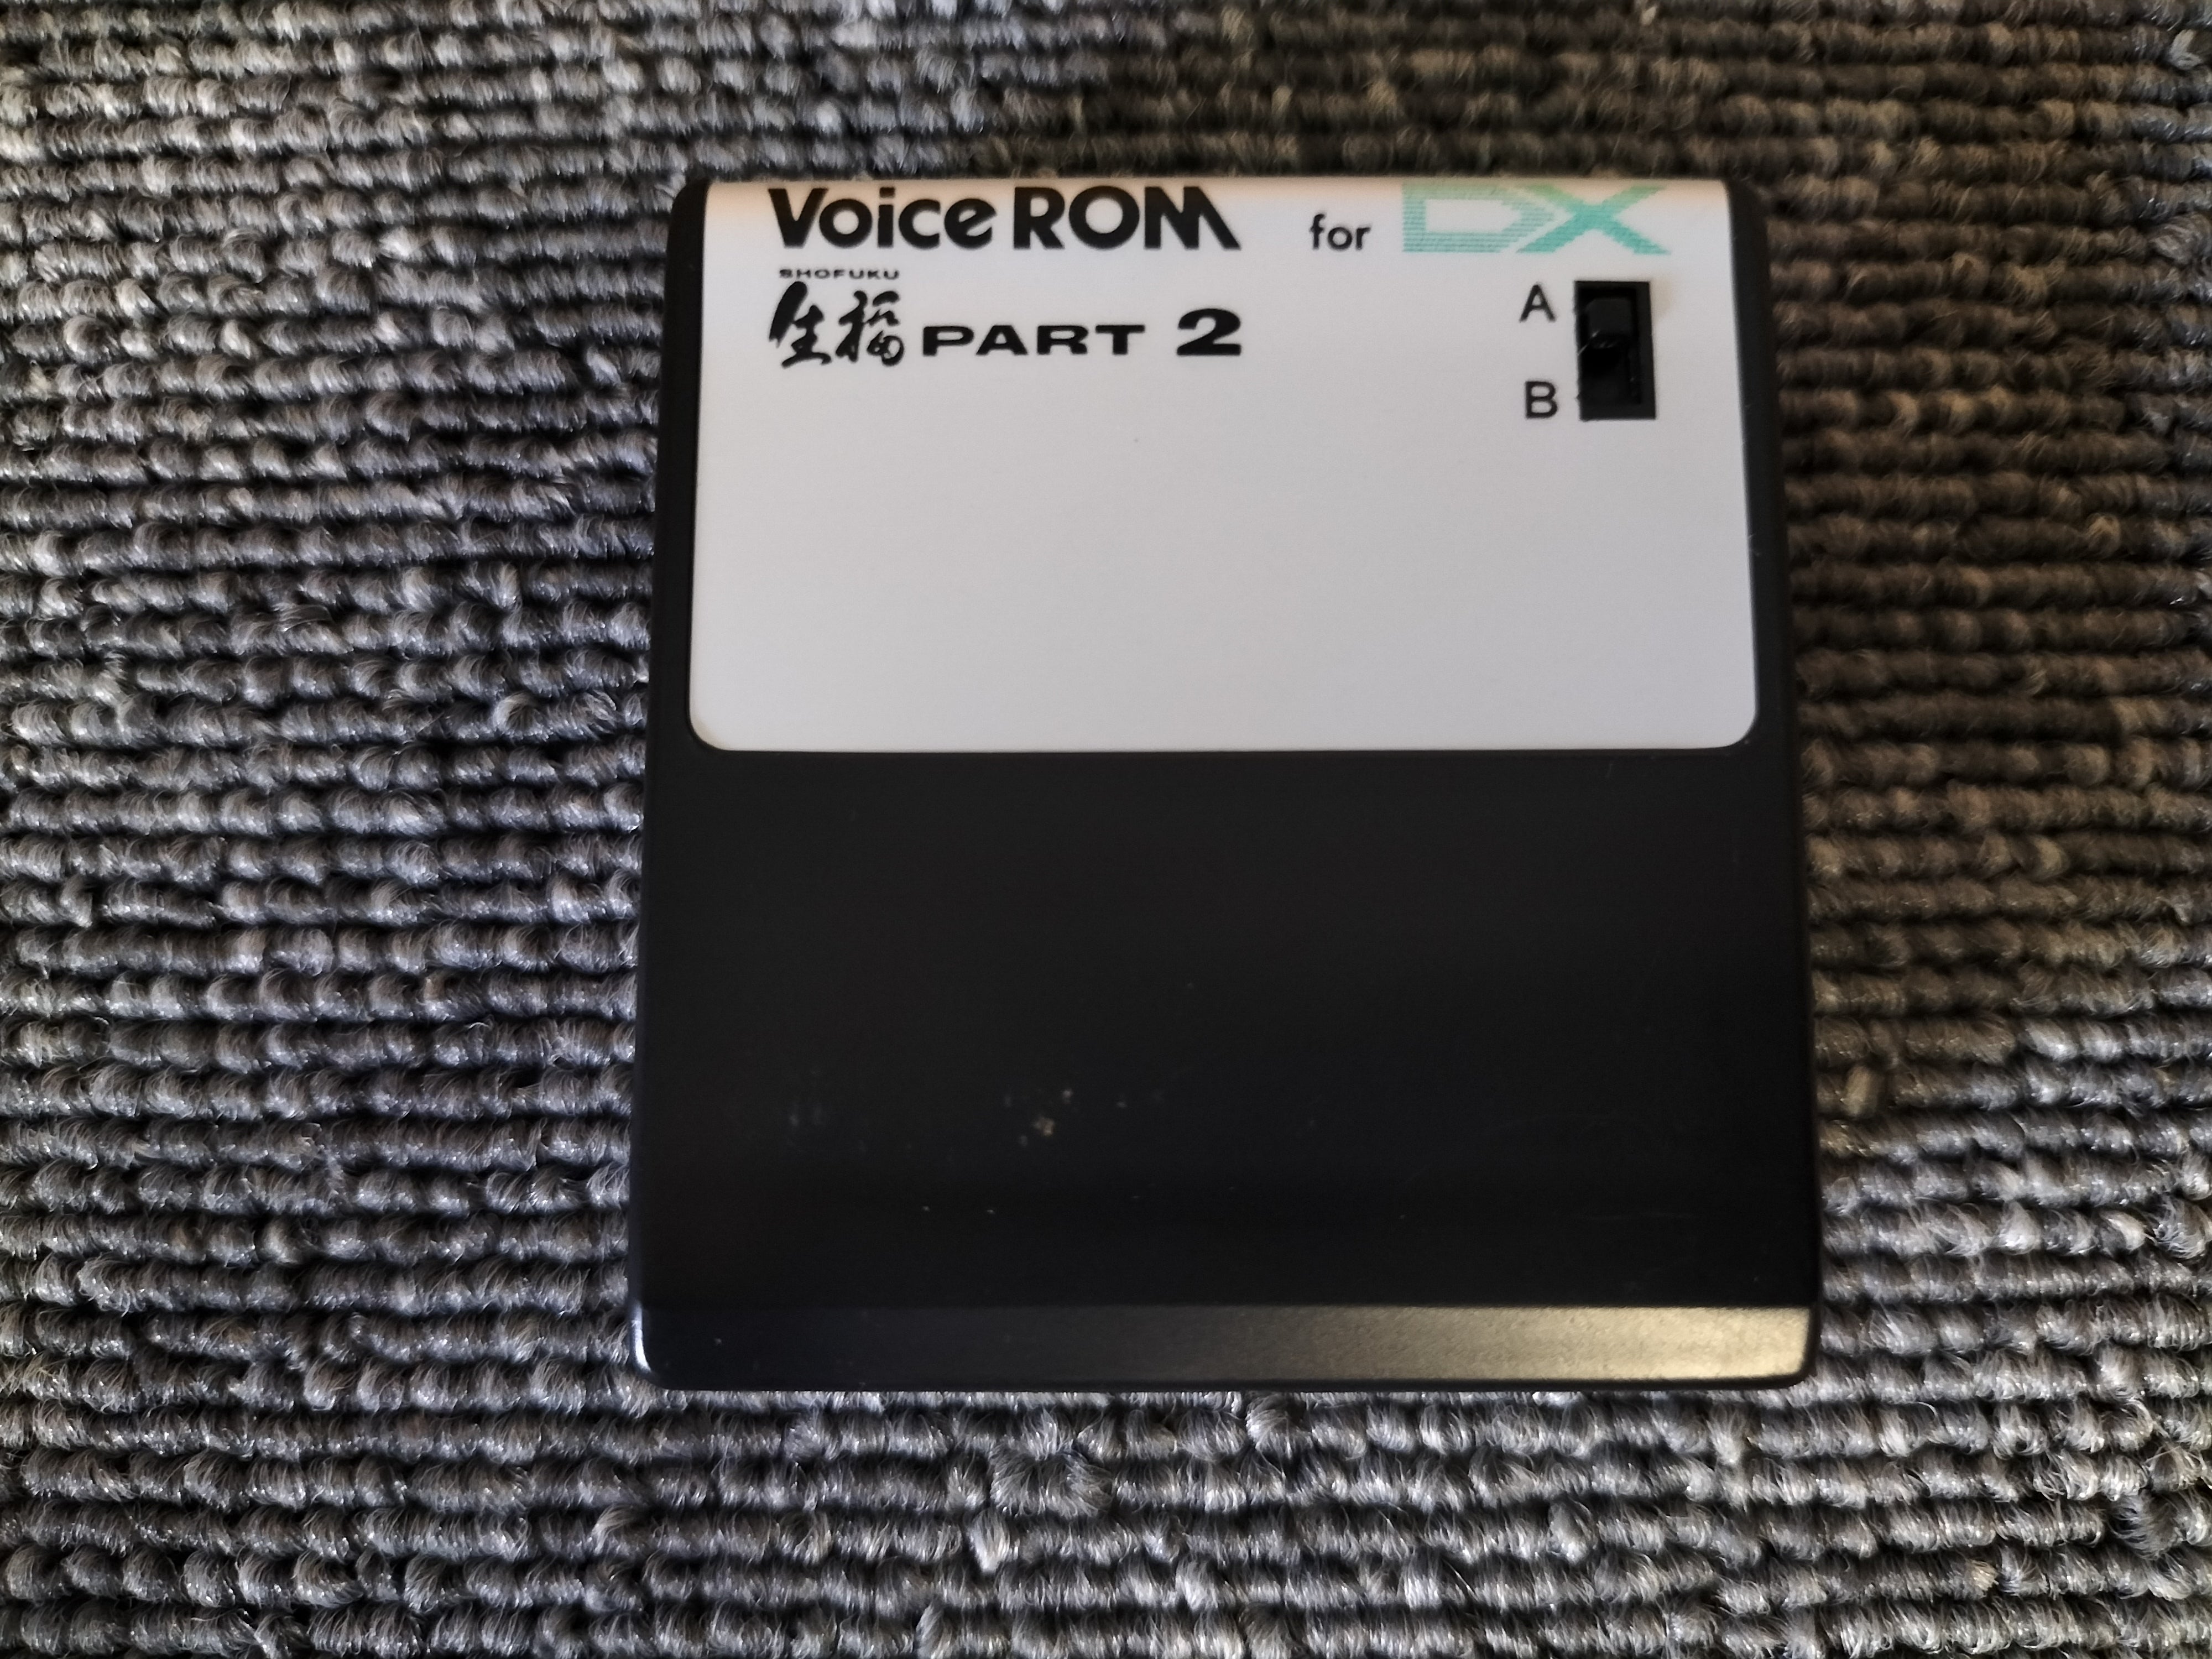 Voice ROM for DX
SHOFUKU
生福 PART 2
A
B